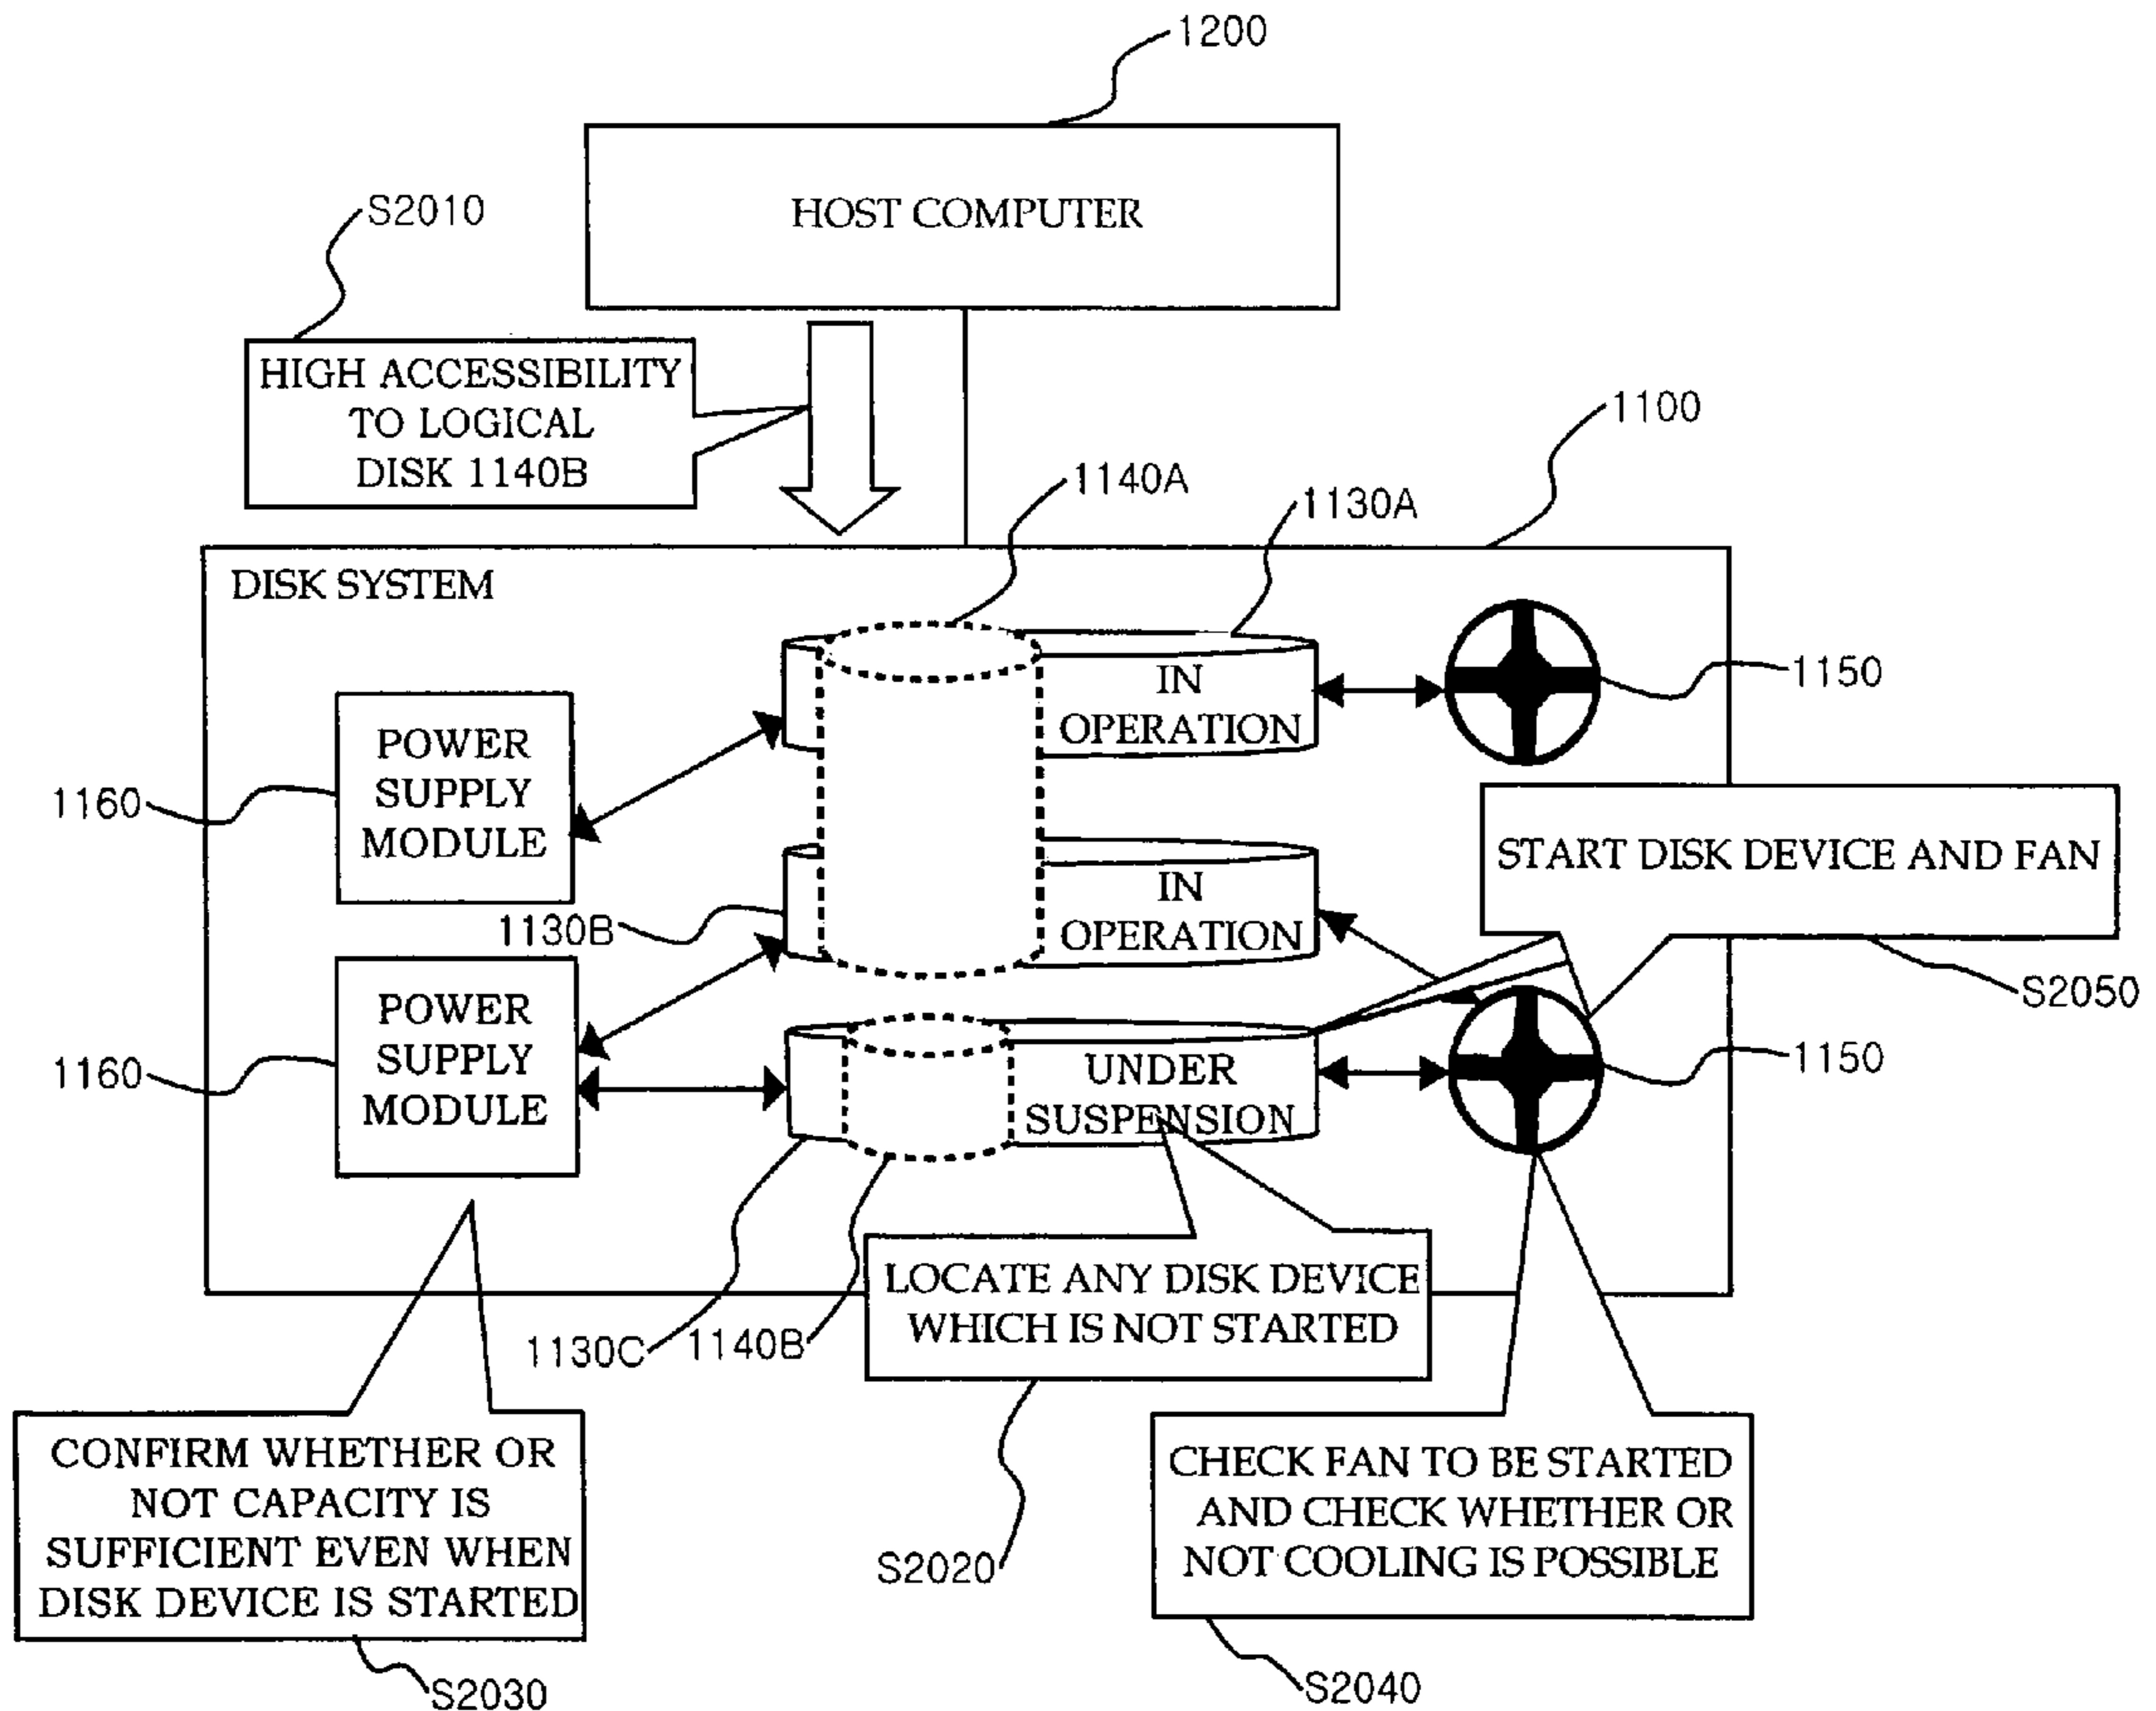 1200
HOST COMPUTER
S2010
HIGH ACCESSIBILITY
TO LOGICAL
DISK 1140B
1100
1140A
1130A
DISK SYSTEM
IN
OPERATION
1150
POWER
SUPPLY
MODULE
1160
START DISK DEVICE AND FAN
IN
OPERATION
1130B
S2050
POWER
SUPPLY
MODULE
1160
UNDER
SUSPENSION
1150
LOCATE ANY DISK DEVICE
WHICH IS NOT STARTED
1130C
1140B
CONFIRM WHETHER OR
NOT CAPACITY IS
SUFFICIENT EVEN WHEN
DISK DEVICE IS STARTED
CHECK FAN TO BE STARTED
AND CHECK WHETHER OR
NOT COOLING IS POSSIBLE
S2020
S2030
S2040